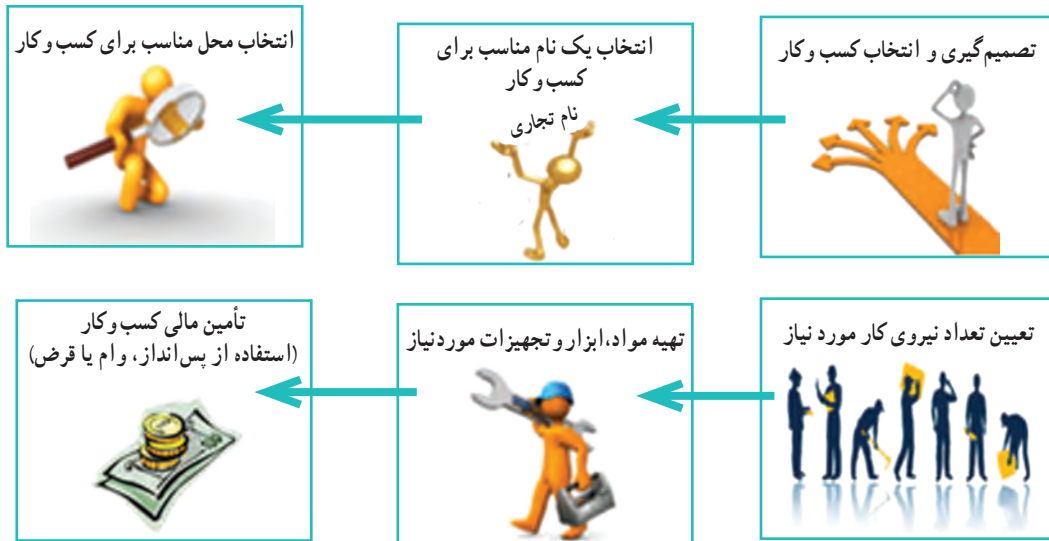 تصمیم‌گیری و انتخاب کسب و کار
انتخاب یک نام مناسب برای
کسب و کار
نام تجاری
انتخاب محل مناسب برای کسب و کار
تعیین تعداد نیروی کار مورد نیاز
تهیه مواد، ابزار و تجهیزات مورد نیاز
تأمین مالی کسب و کار
(استفاده از پس‌انداز، وام یا قرض)